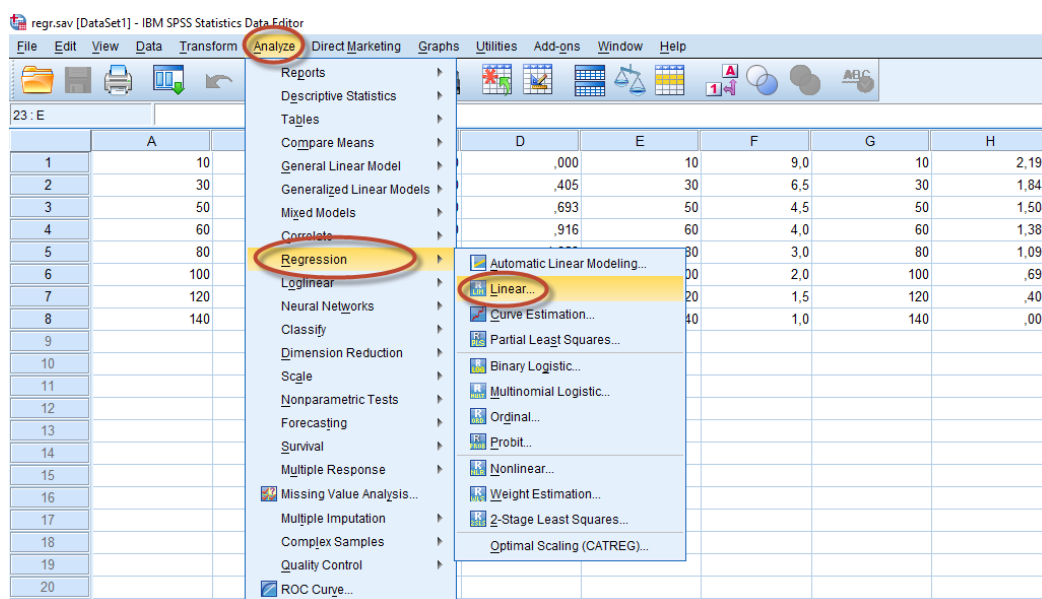 regr.sav [DataSet1] - IBM SPSS Statistics Data Editor
File Edit View Data Transform Analyze Direct Marketing Graphs Utilities Add-ons Window Help
A
1
ABC
23 : E
A D E F G H
1 10 ,000 10 9,0 10 2,19
2 30 ,405 30 6,5 30 1,84
3 50 ,693 50 4,5 50 1,50
4 60 ,916 60 4,0 60 1,38
5 80 80 3,0 80 1,09
6 100 00 2,0 100 ,69
7 120 20 1,5 120 ,40
8 140 40 1,0 140 ,00
9
10
11
12
13
14
15
16
17
18
19
20
Reports
Descriptive Statistics
Tables
Compare Means
General Linear Model
Generalized Linear Models
Mixed Models
Correlate
Regression
Loglinear
Neural Networks
Classify
Dimension Reduction
Scale
Nonparametric Tests
Forecasting
Survival
Multiple Response
Missing Value Analysis...
Multiple Imputation
Complex Samples
Quality Control
ROC Curve...
Automatic Linear Modeling...
Linear...
Curve Estimation...
Partial Least Squares...
Binary Logistic...
Multinomial Logistic...
Ordinal...
Probit...
Nonlinear...
Weight Estimation...
2-Stage Least Squares...
Optimal Scaling (CATREG)...